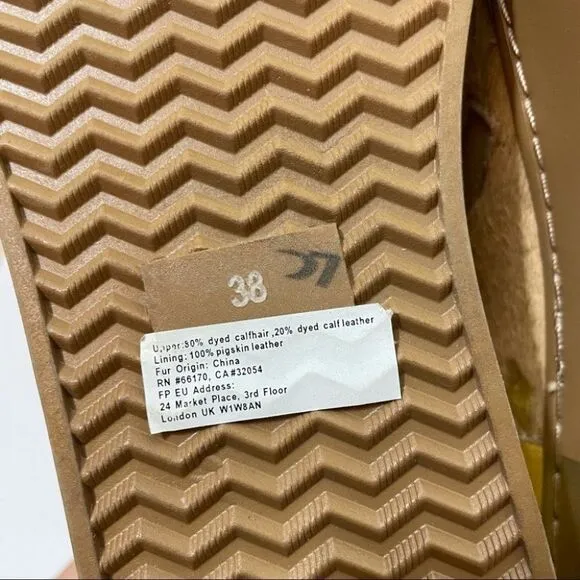 38
Upper:80% dyed calfhair ,20% dyed calf leather
Lining: 100% pigskin leather
Fur Origin: China
RN #66170, CA#32054
FP EU Address:
24 Market Place, 3rd Floor
London UK W1W8AN